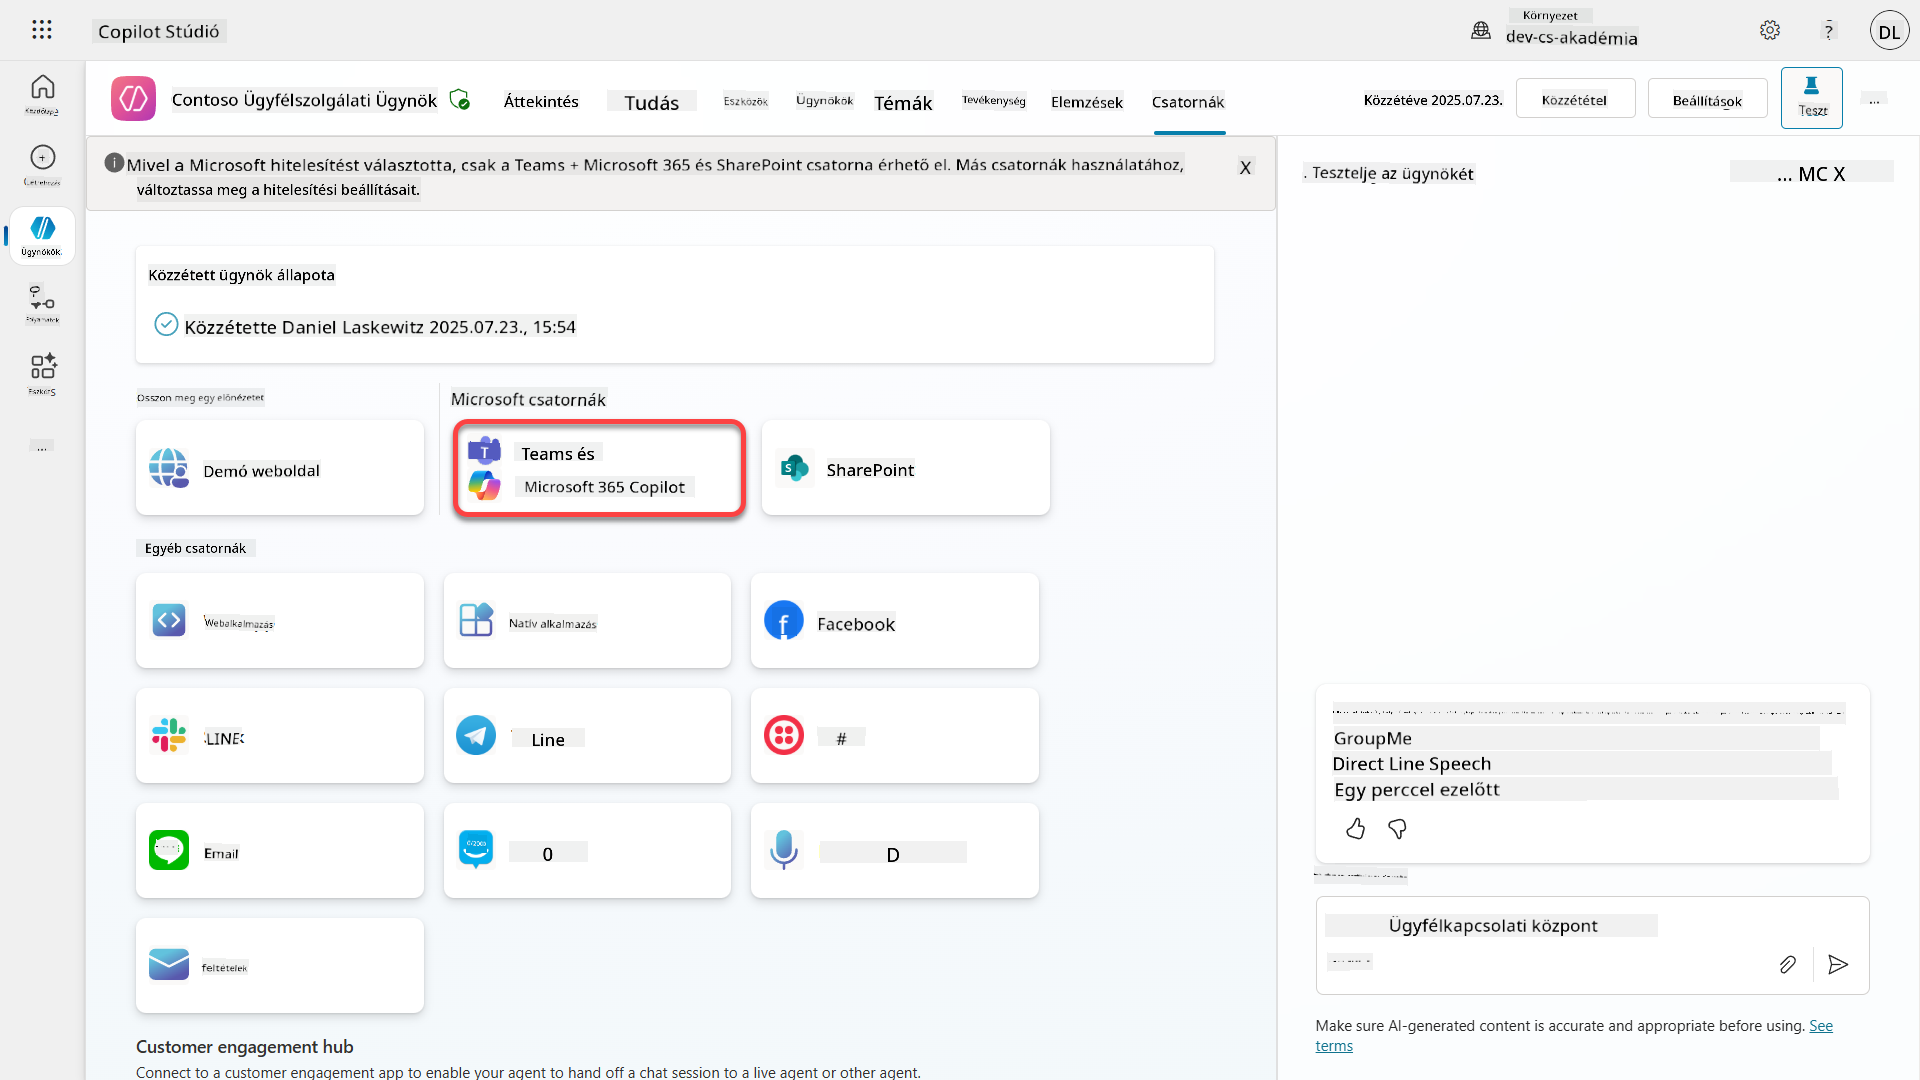 Copilot Stúdió
Környezet
dev-cs-akadémia
?
DL
Kezdőlap
Contoso Ügyfélszolgálati Ügynök
Áttekintés
Tudás
Eszközök
Ügynökök
Témák
Tevékenység
Elemzések
Csatornák
Közzétéve 2025.07.23.
Közzététel
Beállítások
Teszt
...
Mivel a Microsoft hitelesítést választotta, csak a Teams + Microsoft 365 és SharePoint csatorna érhető el. Más csatornák használatához,
változtassa meg a hitelesítési beállításait.
X
. Tesztelje az ügynökét
... MC X
Ügynökök
Folyamatok
...
Közzétett ügynök állapota
Közzétette Daniel Laskewitz 2025.07.23., 15:54
Osszon meg egy előnézetet
Microsoft csatornák
Demó weboldal
Teams és
Microsoft 365 Copilot
SharePoint
Egyéb csatornák
Webalkalmazás
Natív alkalmazás
Facebook
LINE
Line
#
Email
0
D
feltételek
Customer engagement hub
Connect to a customer engagement app to enable your agent to hand off a chat session to a live agent or other agent.
GroupMe
Direct Line Speech
Egy perccel ezelőtt
Ügyfélkapcsolati központ
Make sure AI-generated content is accurate and appropriate before using. See
terms